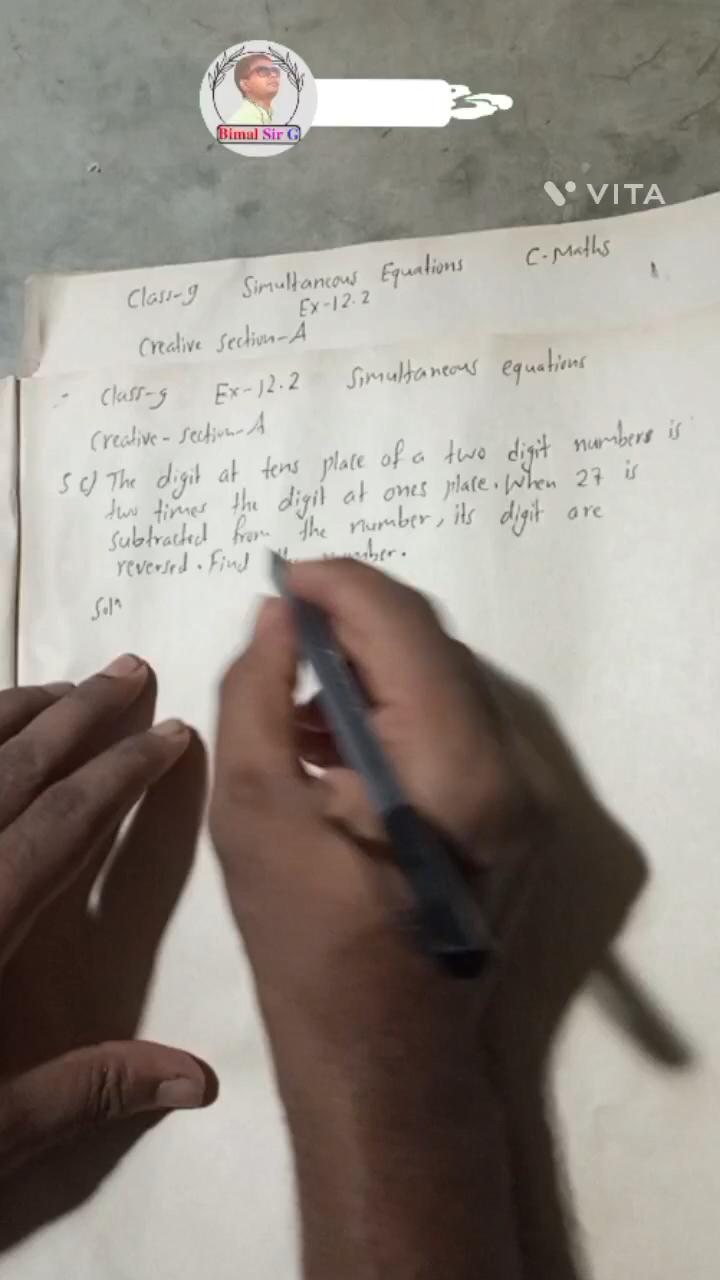 Bimal Sir G
VITA
Class-9 Simultaneous Equations C-Maths
Ex-12.2
Creative section-A
Class-9 Ex-12.2 Simultaneous equations
Creative-section-A
5 c) The digit at tens place of a two digit numbers is
two times the digit at ones place. When 27 is
subtracted from the number, its digit are
reversed. Find the number.
Solⁿ